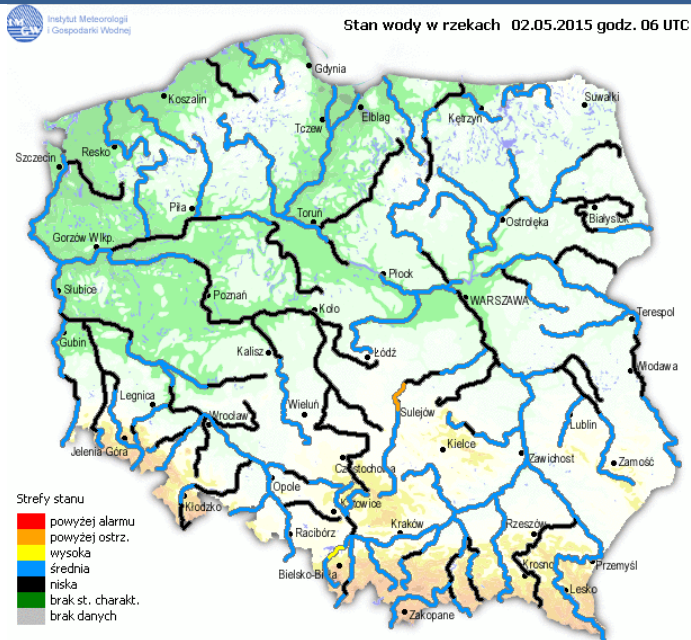 Instytut Meteorologii
i Gospodarki Wodnej
Stan wody w rzekach 02.05.2015 godz. 06 UTC
Gdynia
Koszalin
Suwałki
Elbląg
Kętrzyn
Tczew
Resko
Szczecin
Piła
Toruń
Ostrołęka
Białystok
Gorzów Wlkp.
Płock
Słubice
Poznań
WARSZAWA
Koło
Terespol
Gubin
Kalisz
Łódź
Włodawa
Legnica
Wieluń
Sulejów
Wrocław
Lublin
Jelenia Góra
Kielce
Zawichost
Zamość
Częstochowa
Opole
Kłodzko
Katowice
Kraków
Rzeszów
Racibórz
Bielsko-Biała
Krosno
Przemyśl
Lesko
Zakopane
Strefy stanu
powyżej alarmu
powyżej ostrz.
wysoka
średnia
niska
brak st. charakt.
brak danych